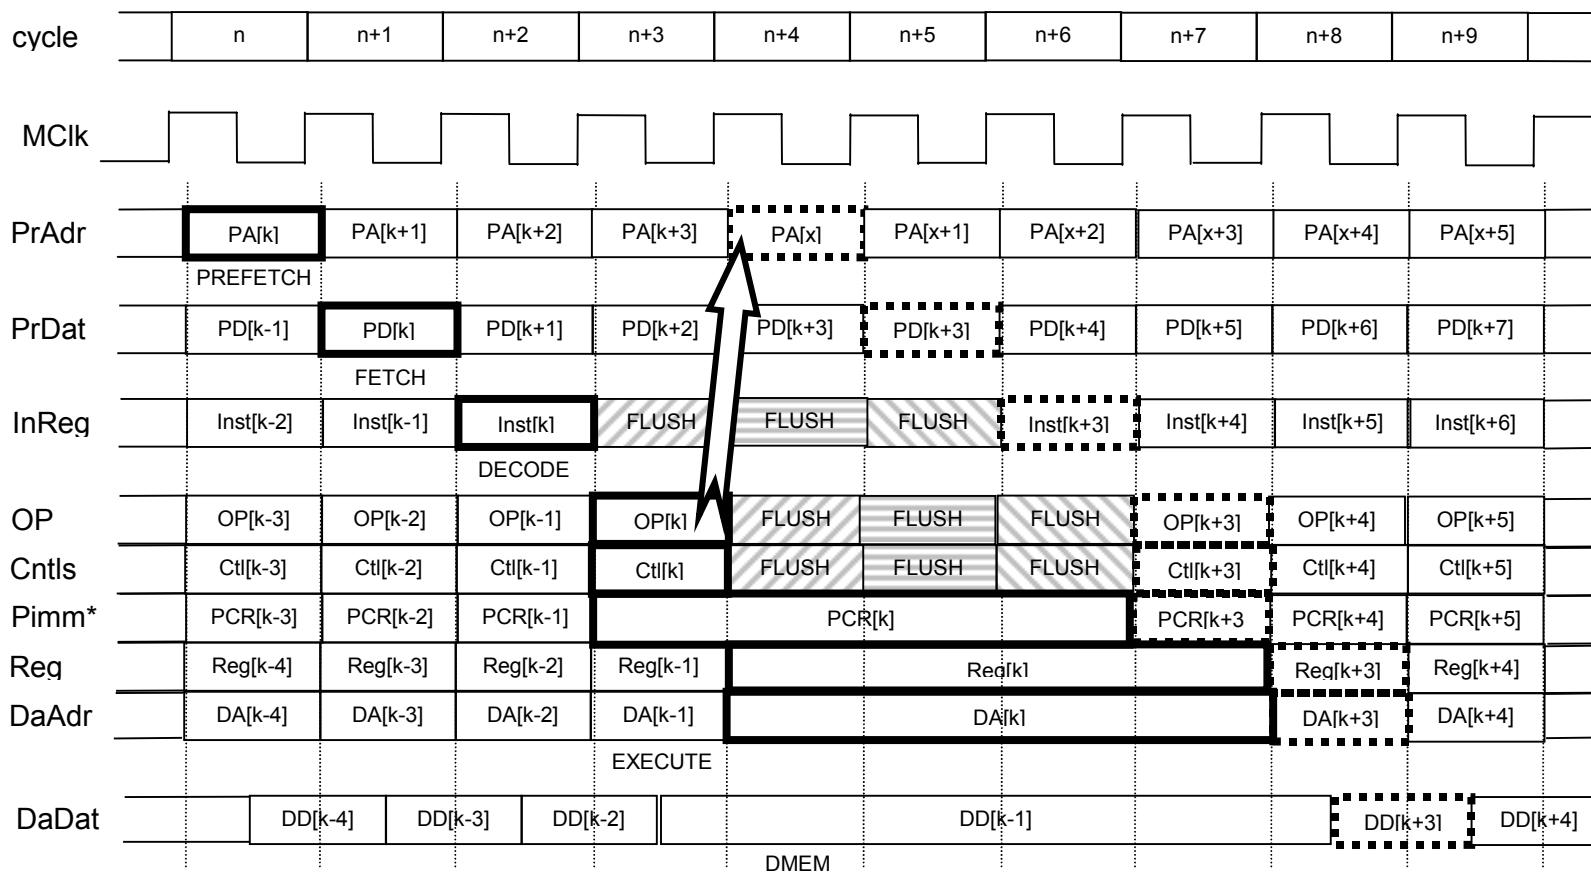 cycle n n+1 n+2 n+3 n+4 n+5 n+6 n+7 n+8 n+9
MClk
PrAdr PA[k] PA[k+1] PA[k+2] PA[k+3] PA[x] PA[x+1] PA[x+2] PA[x+3] PA[x+4] PA[x+5]
PREFETCH
PrDat PD[k-1] PD[k] PD[k+1] PD[k+2] PD[k+3] PD[k+3] PD[k+4] PD[k+5] PD[k+6] PD[k+7]
FETCH
InReg Inst[k-2] Inst[k-1] Inst[k] FLUSH FLUSH FLUSH Inst[k+3] Inst[k+4] Inst[k+5] Inst[k+6]
DECODE
OP OP[k-3] OP[k-2] OP[k-1] OP[k] FLUSH FLUSH FLUSH OP[k+3] OP[k+4] OP[k+5]
Cntls Ctl[k-3] Ctl[k-2] Ctl[k-1] Ctl[k] FLUSH FLUSH FLUSH Ctl[k+3] Ctl[k+4] Ctl[k+5]
Pimm* PCR[k-3] PCR[k-2] PCR[k-1] PCR[k] PCR[k+3 PCR[k+4] PCR[k+5]
Reg Reg[k-4] Reg[k-3] Reg[k-2] Reg[k-1] Reg[k] Reg[k+3] Reg[k+4]
DaAdr DA[k-4] DA[k-3] DA[k-2] DA[k-1] DA[k] DA[k+3] DA[k+4]
EXECUTE
DaDat DD[k-4] DD[k-3] DD[k-2] DD[k-1] DD[k+3] DD[k+4]
DMEM